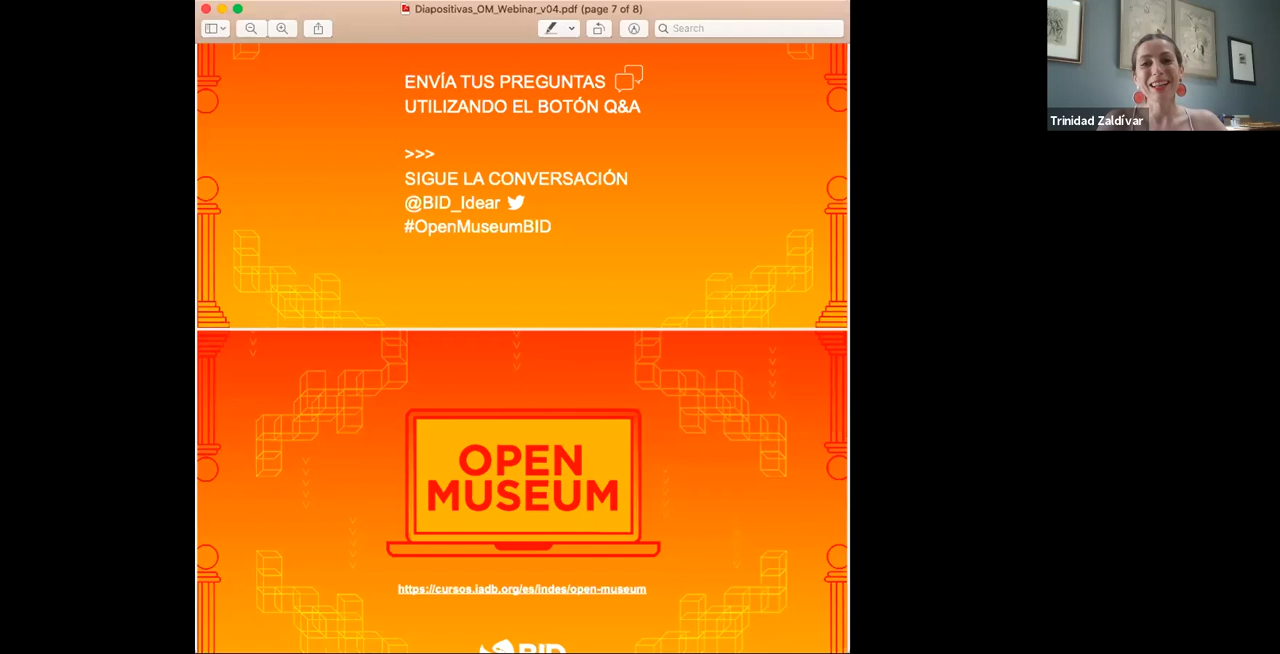 Diapositivas_OM_Webinar_v04.pdf (page 7 of 8)
Search
ENVÍA TUS PREGUNTAS
UTILIZANDO EL BOTÓN Q&A
>>>
SIGUE LA CONVERSACIÓN
@BID_Idear
#OpenMuseumBID
OPEN
MUSEUM
https://cursos.iadb.org/es/indes/open-museum
BID
Trinidad Zaldívar